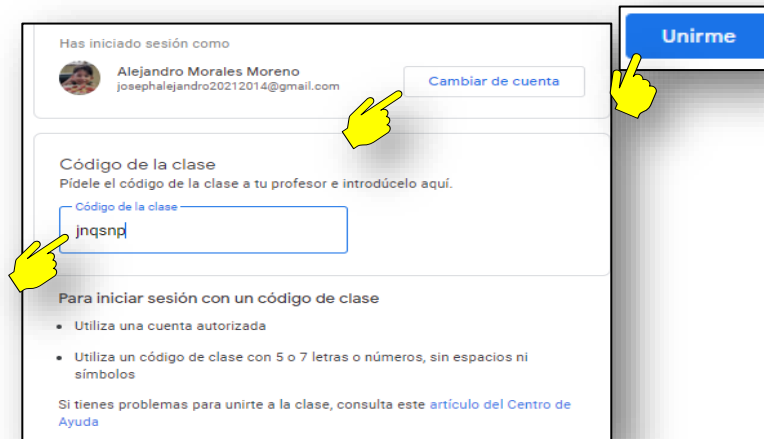 Unirme
Has iniciado sesión como
Alejandro Morales Moreno
josephalejandro20212014@gmail.com
Cambiar de cuenta
Código de la clase
Pídele el código de la clase a tu profesor e introdúcelo aquí.
Código de la clase
jnqsnp
Para iniciar sesión con un código de clase
• Utiliza una cuenta autorizada
• Utiliza un código de clase con 5 o 7 letras o números, sin espacios ni
símbolos
Si tienes problemas para unirte a la clase, consulta este artículo del Centro de
Ayuda